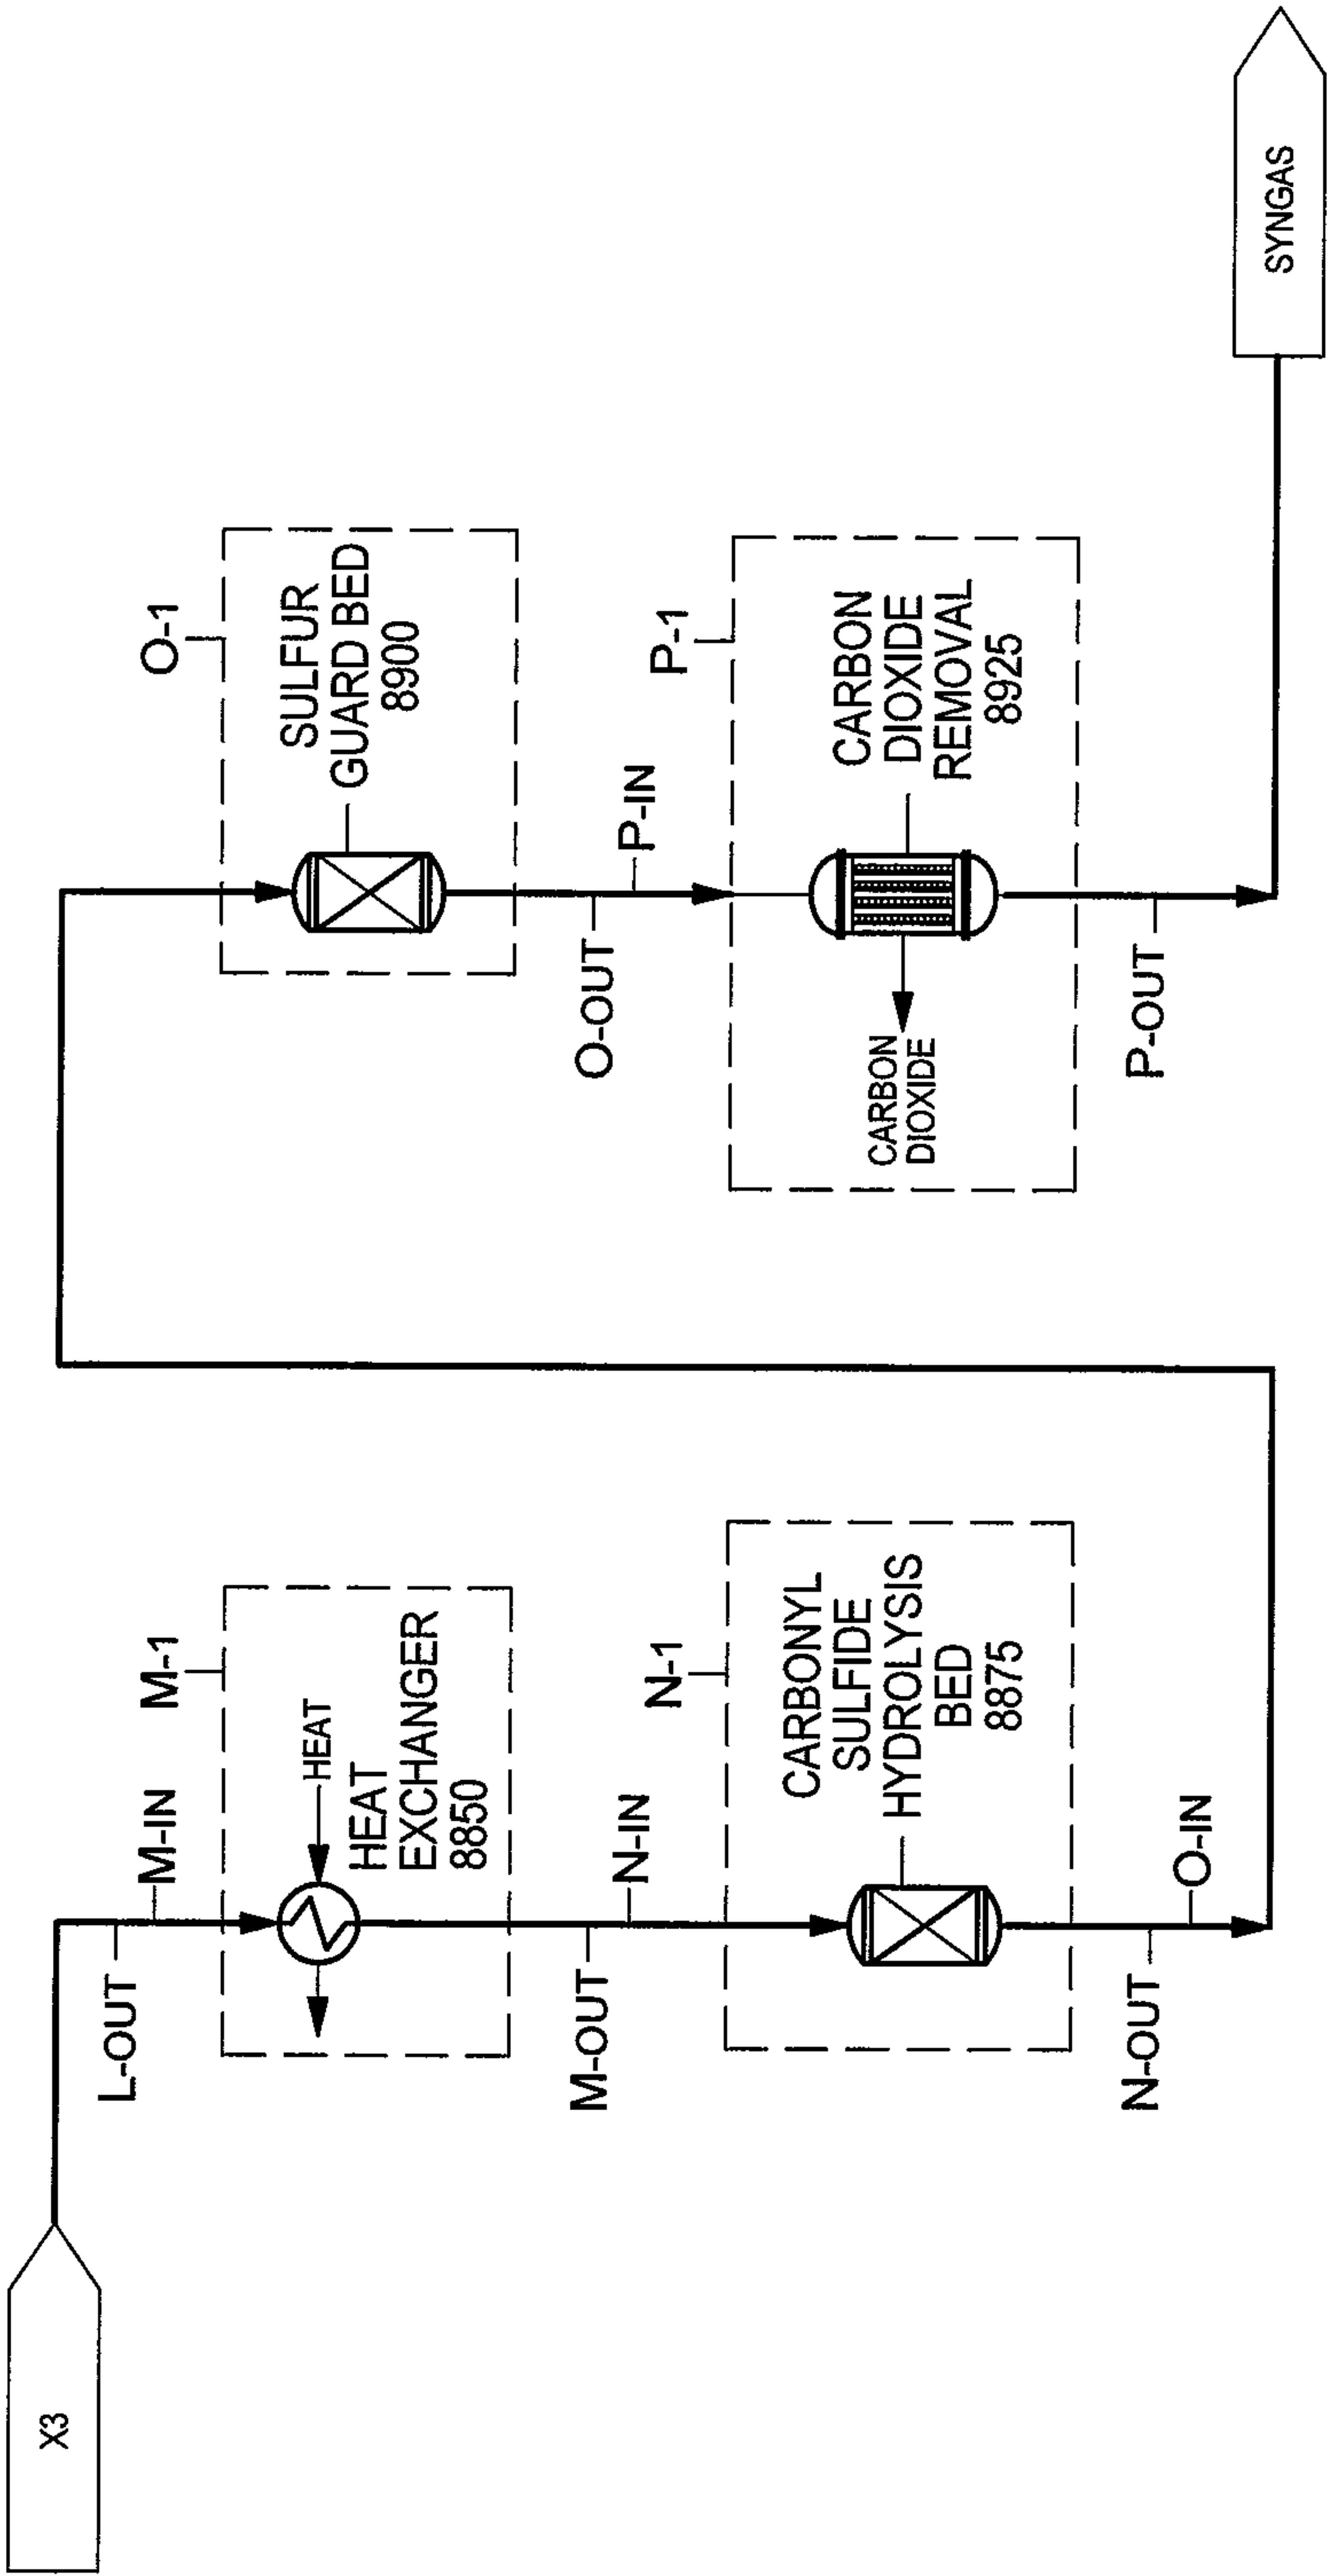 X3
L-OUT
M-IN
M-1
HEAT
HEAT
EXCHANGER
8850
M-OUT
N-IN
N-1
CARBONYL
SULFIDE
HYDROLYSIS
BED
8875
N-OUT
O-IN
O-1
SULFUR
GUARD BED
8900
O-OUT
P-IN
P-1
CARBON
DIOXIDE
REMOVAL
8925
CARBON
DIOXIDE
P-OUT
SYNGAS